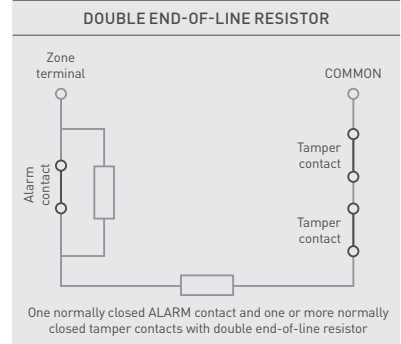 DOUBLE END-OF-LINE RESISTOR
Zone
terminal
COMMON
Alarm
contact
Tamper
contact
Tamper
contact
One normally closed ALARM contact and one or more normally
closed tamper contacts with double end-of-line resistor